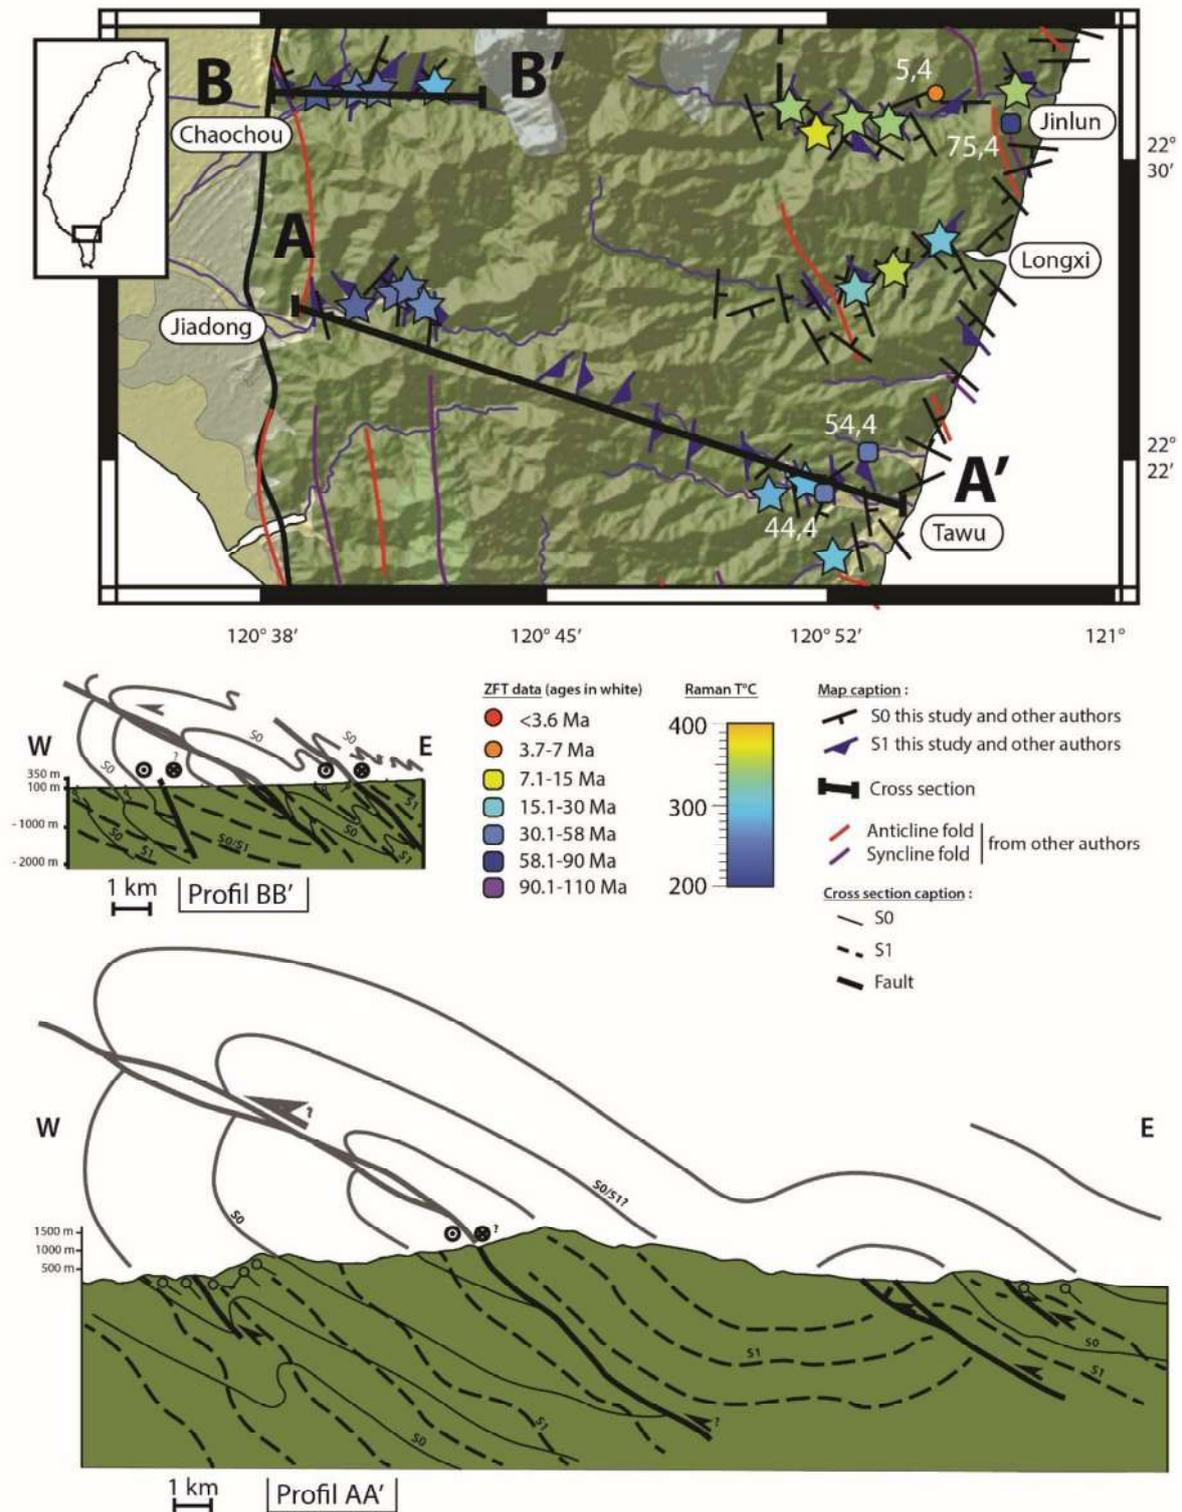 B
B'
5,4
Chaochou
Jinlun
75,4
22°
30'
A
Longxi
Jiadong
54,4
22°
22'
A'
44,4
Tawu
120° 38'
120° 45'
120° 52'
121°
ZFT data (ages in white)
<3.6 Ma
3.7-7 Ma
7.1-15 Ma
15.1-30 Ma
30.1-58 Ma
58.1-90 Ma
90.1-110 Ma
Raman T°C
400
300
200
Map caption :
S0 this study and other authors
S1 this study and other authors
Cross section
Anticline fold
Syncline fold
from other authors
Cross section caption :
S0
S1
Fault
W
E
S0
S0
S0
?
350 m
100 m
- 1000 m
- 2000 m
S0
S1
S0/S1
S0
S1
S1
1 km
Profil BB'
W
E
?
S0/S1?
S0
?
1500 m
1000 m
500 m
S1
S0
S1
S0
S1
?
1 km
Profil AA'